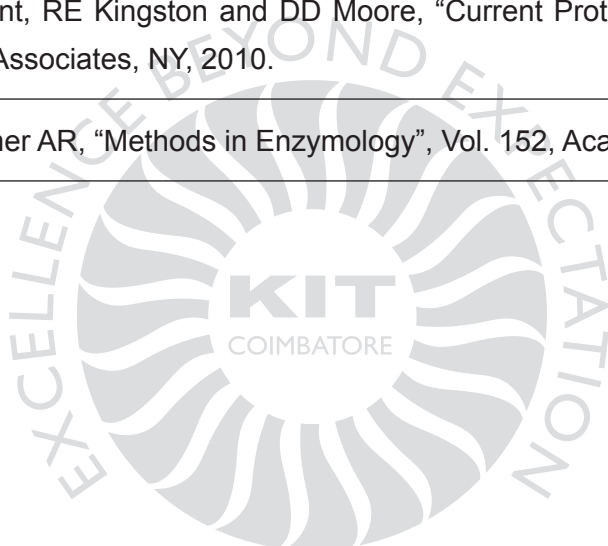 nt, RE Kingston and DD Moore, “Current Prot
Associates, NY, 2010.
ner AR, “Methods in Enzymology”, Vol. 152, Aca
EXCELLENCE BEYOND EXPECTATION
KIT
COIMBATORE